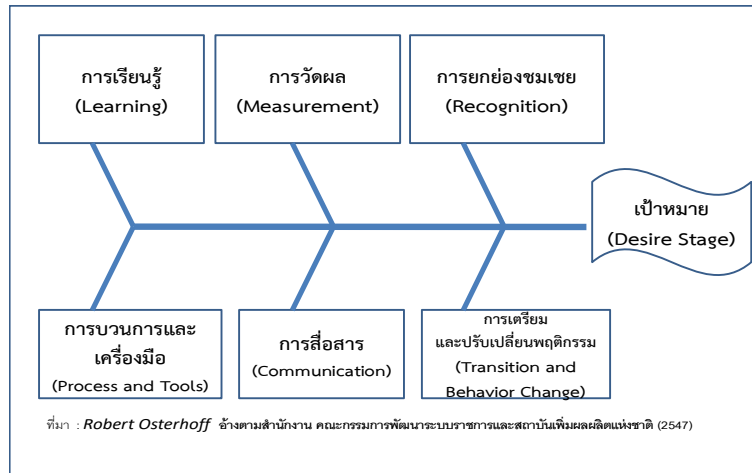 การเรียนรู้
(Learning)
การวัดผล
(Measurement)
การยกย่องชมเชย
(Recognition)
เป้าหมาย
(Desire Stage)
การบวนการและ
เครื่องมือ
(Process and Tools)
การสื่อสาร
(Communication)
การเตรียม
และปรับเปลี่ยนพฤติกรรม
(Transition and
Behavior Change)
ที่มา : Robert Osterhoff อ้างตามสำนักงาน คณะกรรมการพัฒนาระบบราชการและสถาบันเพิ่มผลผลิตแห่งชาติ (2547)